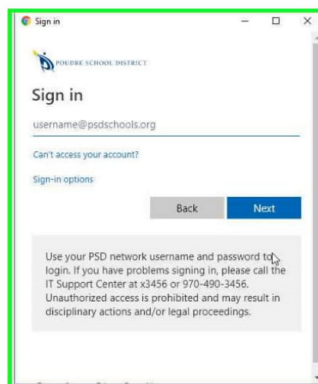 Sign in
POUDRE SCHOOL DISTRICT
Sign in
username@psdschools.org
Can't access your account?
Sign-in options
Back Next
Use your PSD network username and password to
login. If you have problems signing in, please call the
IT Support Center at x3456 or 970-490-
3456.
Unauthorized access is prohibited and may result in
disciplinary actions and/or legal proceedings.